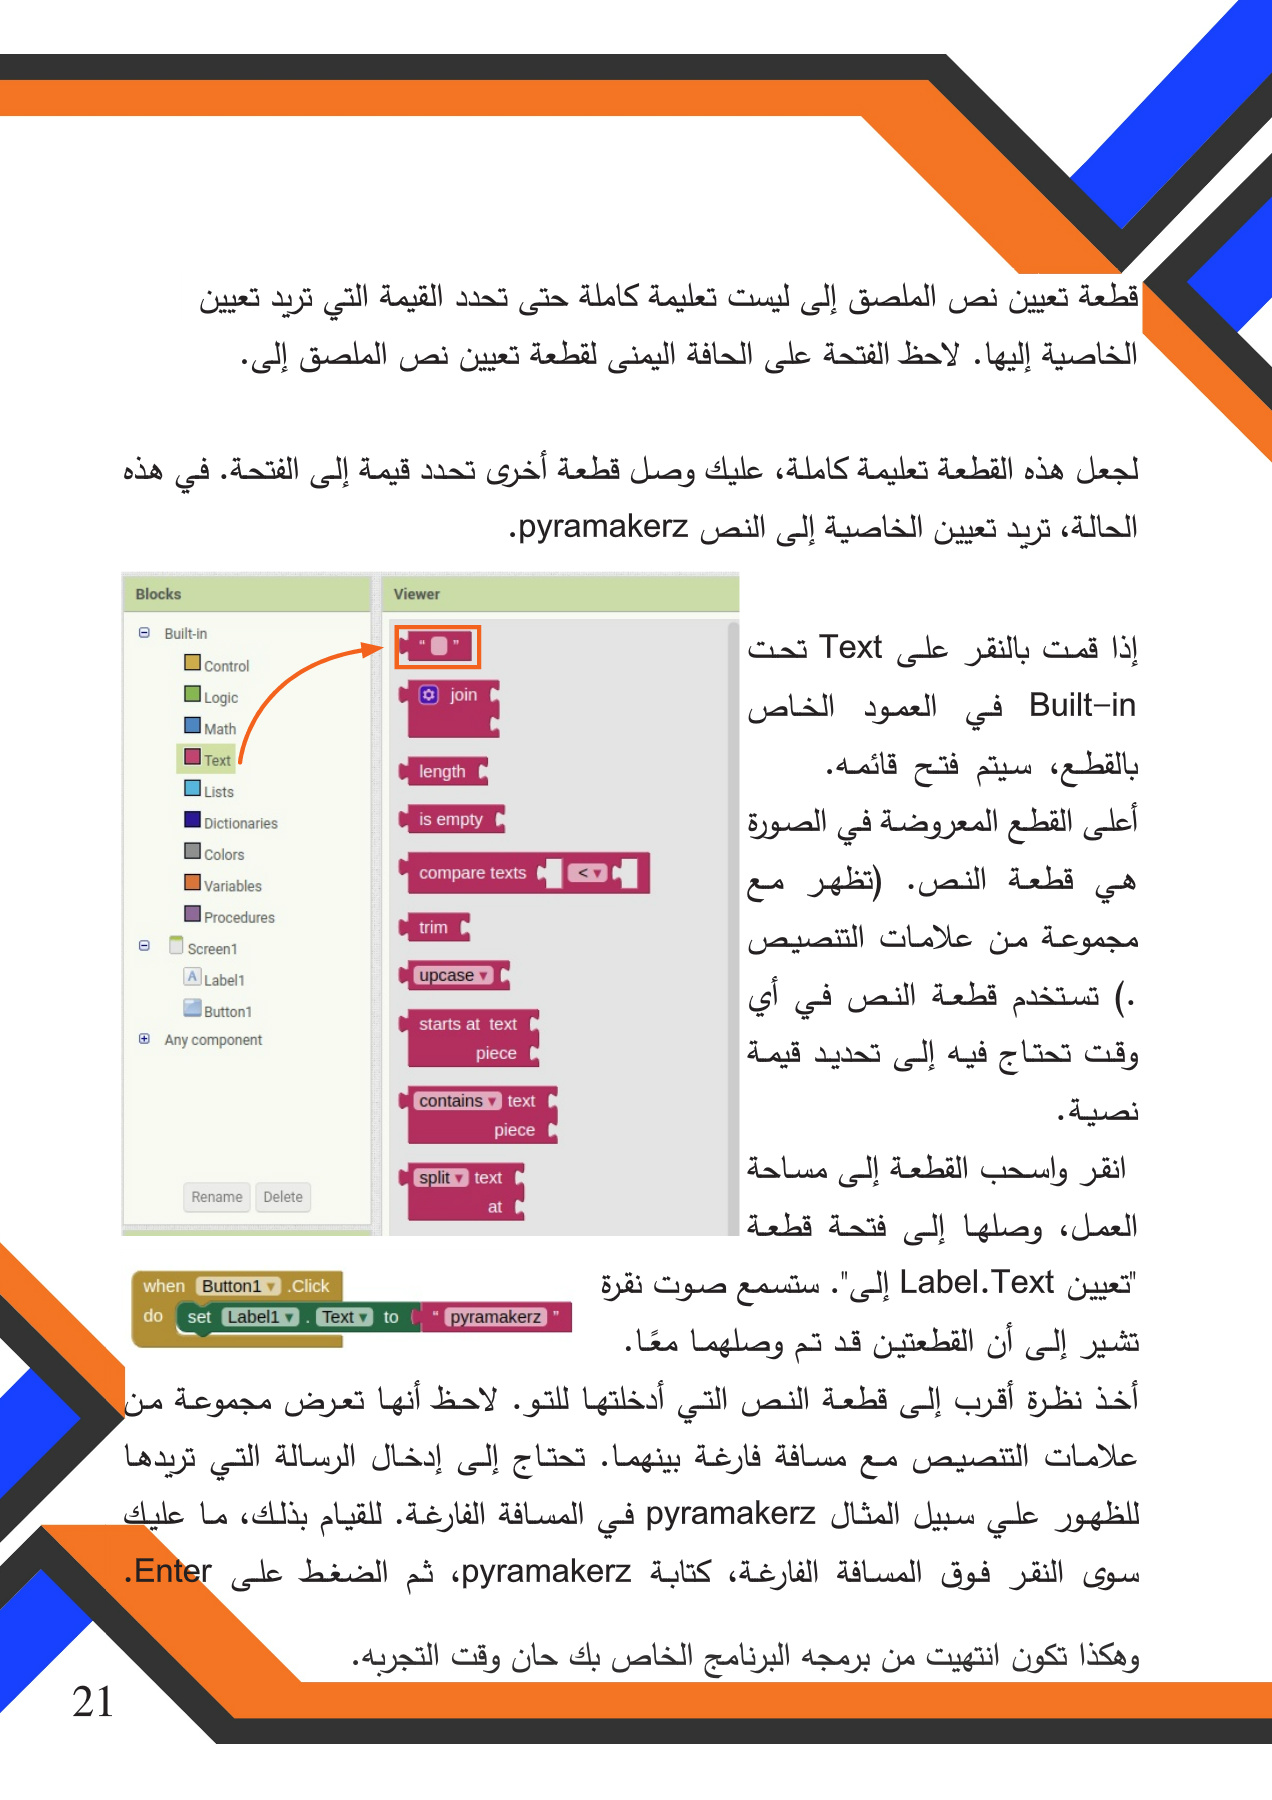 قطعة تعيين نص الملصق إلى ليست تعليمة كاملة حتى تحدد القيمة التي تريد تعيين
الخاصية إليها. لاحظ الفتحة على الحافة اليمنى لقطعة تعيين نص الملصق إلى.
لجعل هذه القطعة تعليمة كاملة، عليك وصل قطعة أخرى تحدد قيمة إلى الفتحة. في هذه
الحالة، تريد تعيين الخاصية إلى النص pyramakerz.
إذا قمت بالنقر على Text تحت
Built-in في العمود الخاص
بالقطع، سيتم فتح قائمه.
أعلى القطع المعروضة في الصورة
هي قطعة النص. (تظهر مع
مجموعة من علامات التنصيص
.) تستخدم قطعة النص في أي
وقت تحتاج فيه إلى تحديد قيمة
نصية.
انقر واسحب القطعة إلى مساحة
العمل، وصلها إلى فتحة قطعة
"تعيين Label.Text إلى". ستسمع صوت نقرة
تشير إلى أن القطعتين قد تم وصلهما معًا.
Blocks
Built-in
Control
Logic
Math
Text
Lists
Dictionaries
Colors
Variables
Procedures
Screen1
A Label1
Button1
Any component
Rename Delete
Viewer
" "
join
length
is empty
compare texts <
trim
upcase
starts at text
piece
contains text
piece
split text
at
when Button1 .Click
do set Label1 . Text to " pyramakerz "
أخذ نظرة أقرب إلى قطعة النص التي أدخلتها للتو. لاحظ أنها تعرض مجموعة من
علامات التنصيص مع مسافة فارغة بينهما. تحتاج إلى إدخال الرسالة التي تريدها
للظهور علي سبيل المثال pyramakerz في المسافة الفارغة. للقيام بذلك، ما عليك
سوى النقر فوق المسافة الفارغة، كتابة pyramakerz، ثم الضغط على Enter.
وهكذا تكون انتهيت من برمجه البرنامج الخاص بك حان وقت التجربه.
21